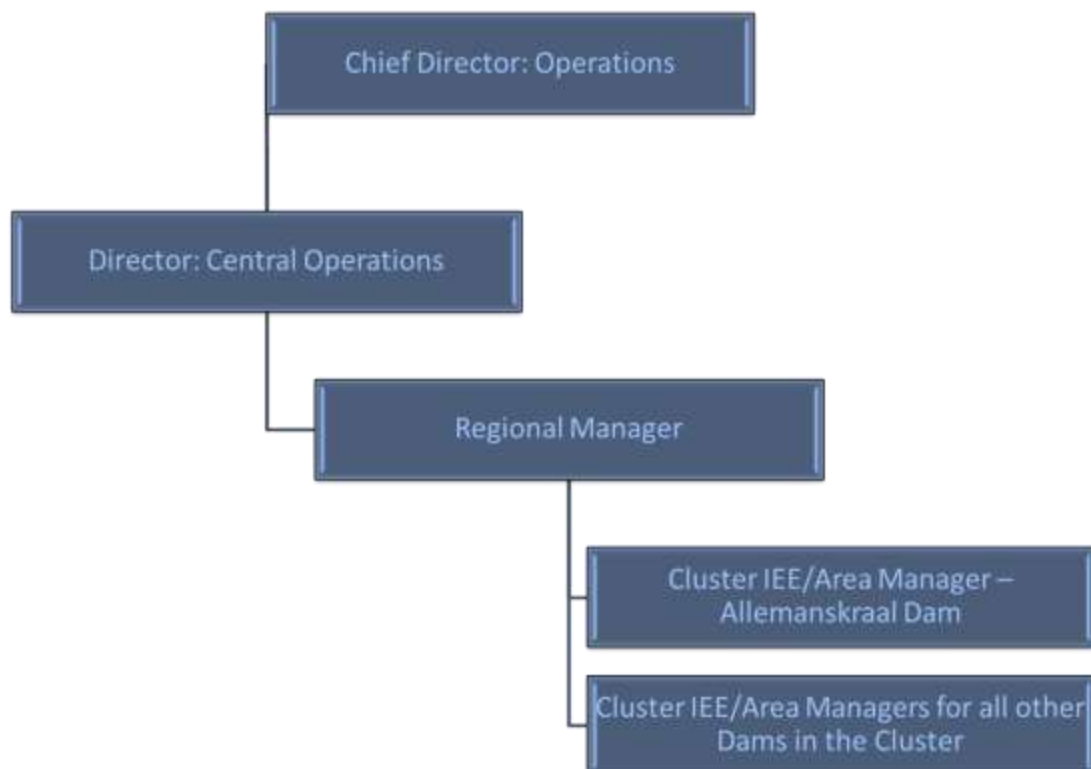 Chief Director: Operations
Director: Central Operations
Regional Manager
Cluster IEE/Area Manager –
Allemanskraal Dam
Cluster IEE/Area Managers for all other
Dams in the Cluster